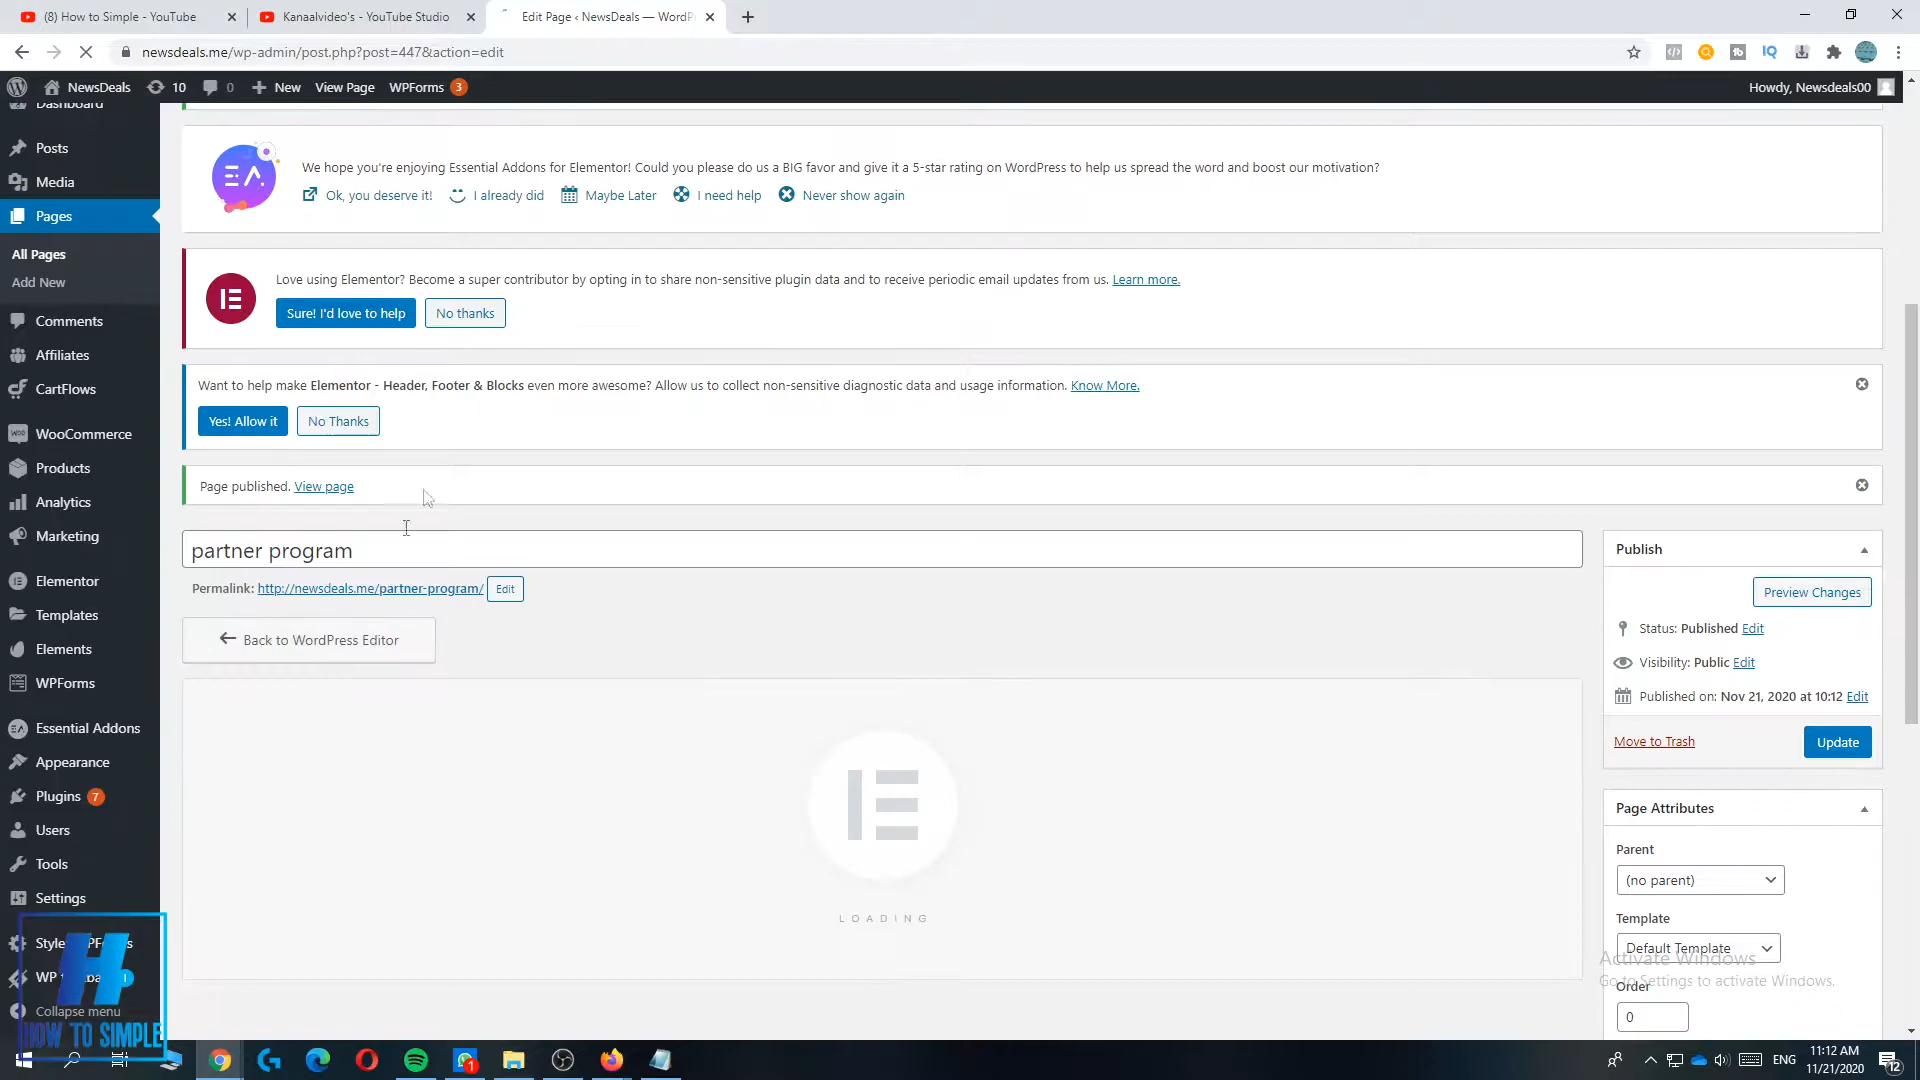 (8) How to Simple - YouTube
Kanaalvideo's - YouTube Studio
Edit Page ‹ NewsDeals — WordPr
newsdeals.me/wp-admin/post.php?post=447&action=edit
NewsDeals 10 0 New View Page WPForms 3
Howdy, Newsdeals00
Dashboard
Posts
Media
Pages
All Pages
Add New
Comments
Affiliates
CartFlows
WooCommerce
Products
Analytics
Marketing
Elementor
Templates
Elements
WPForms
Essential Addons
Appearance
Plugins 7
Users
Tools
Settings
Collapse menu
HOW TO SIMPLE
We hope you're enjoying Essential Addons for Elementor! Could you please do us a BIG favor and give it a 5-star rating on WordPress to help us spread the word and boost our motivation?
Ok, you deserve it! I already did Maybe Later I need help Never show again
Love using Elementor? Become a super contributor by opting in to share non-sensitive plugin data and to receive periodic email updates from us. Learn more.
Sure! I'd love to help No thanks
Want to help make Elementor - Header, Footer & Blocks even more awesome? Allow us to collect non-sensitive diagnostic data and usage information. Know More.
Yes! Allow it No Thanks
Page published. View page
partner program
Permalink: http://newsdeals.me/partner-program/ Edit
Back to WordPress Editor
LOADING
Publish
Preview Changes
Status: Published Edit
Visibility: Public Edit
Published on: Nov 21, 2020 at 10:12 Edit
Move to Trash Update
Page Attributes
Parent
(no parent)
Template
Default Template
Activate Windows
Go to Settings to activate Windows.
Order
0
ENG
11:12 AM
11/21/2020
12